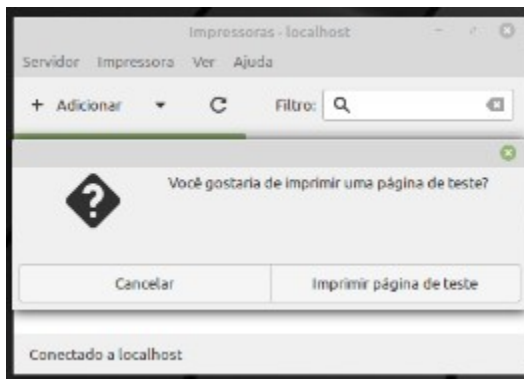 Impressoras - localhost
Servidor Impressora Ver Ajuda
+ Adicionar Filtro:
Você gostaria de imprimir uma página de teste?
Cancelar Imprimir página de teste
Conectado a localhost